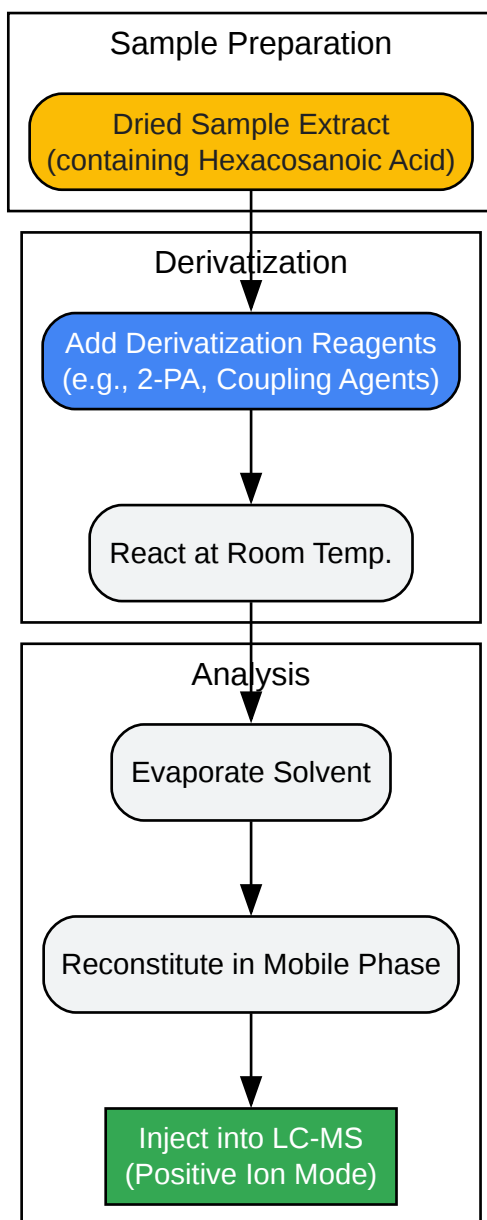 Sample Preparation
Dried Sample Extract
(containing Hexacosanoic Acid)
Derivatization
Add Derivatization Reagents
(e.g., 2-PA, Coupling Agents)
React at Room Temp.
Analysis
Evaporate Solvent
Reconstitute in Mobile Phase
Inject into LC-MS
(Positive Ion Mode)